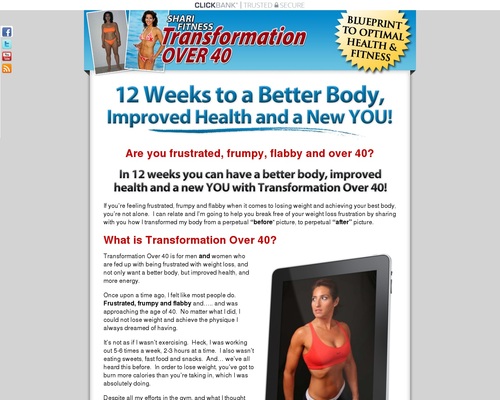 CLICKBANK® | TRUSTED SECURE
SHARI
FITNESS
Transformation
OVER 40
BLUEPRINT
TO OPTIMAL
HEALTH &
FITNESS
12 Weeks to a Better Body,
Improved Health and a New YOU!
Are you frustrated, frumpy, flabby and over 40?
In 12 weeks you can have a better body, improved
health and a new YOU with Transformation Over 40!
If you're feeling frustrated, frumpy and flabby when it comes to losing weight and achieving your best body,
you're not alone. I can relate and I'm going to help you break free of your weight loss frustration by sharing
with you how I transformed my body from a perpetual "before" picture, to perpetual "after" picture.
What is Transformation Over 40?
Transformation Over 40 is for men and women who
are fed up with being frustrated with weight loss, and
not only want a better body, but improved health, and
more energy.
Once upon a time ago, I felt like most people do.
Frustrated, frumpy and flabby and..... and was
approaching the age of 40. No matter what I did, I
could not lose weight and achieve the physique I
always dreamed of having.
It's not as if I wasn't exercising. Heck, I was working
out 5-6 times a week, 2-3 hours at a time. I also wasn't
eating sweets, fast food and snacks. And... we've all
heard this before. In order to lose weight, you've got to
burn more calories than you're taking in, which I was
absolutely doing.
Despite all my efforts in the gym, and what I thought